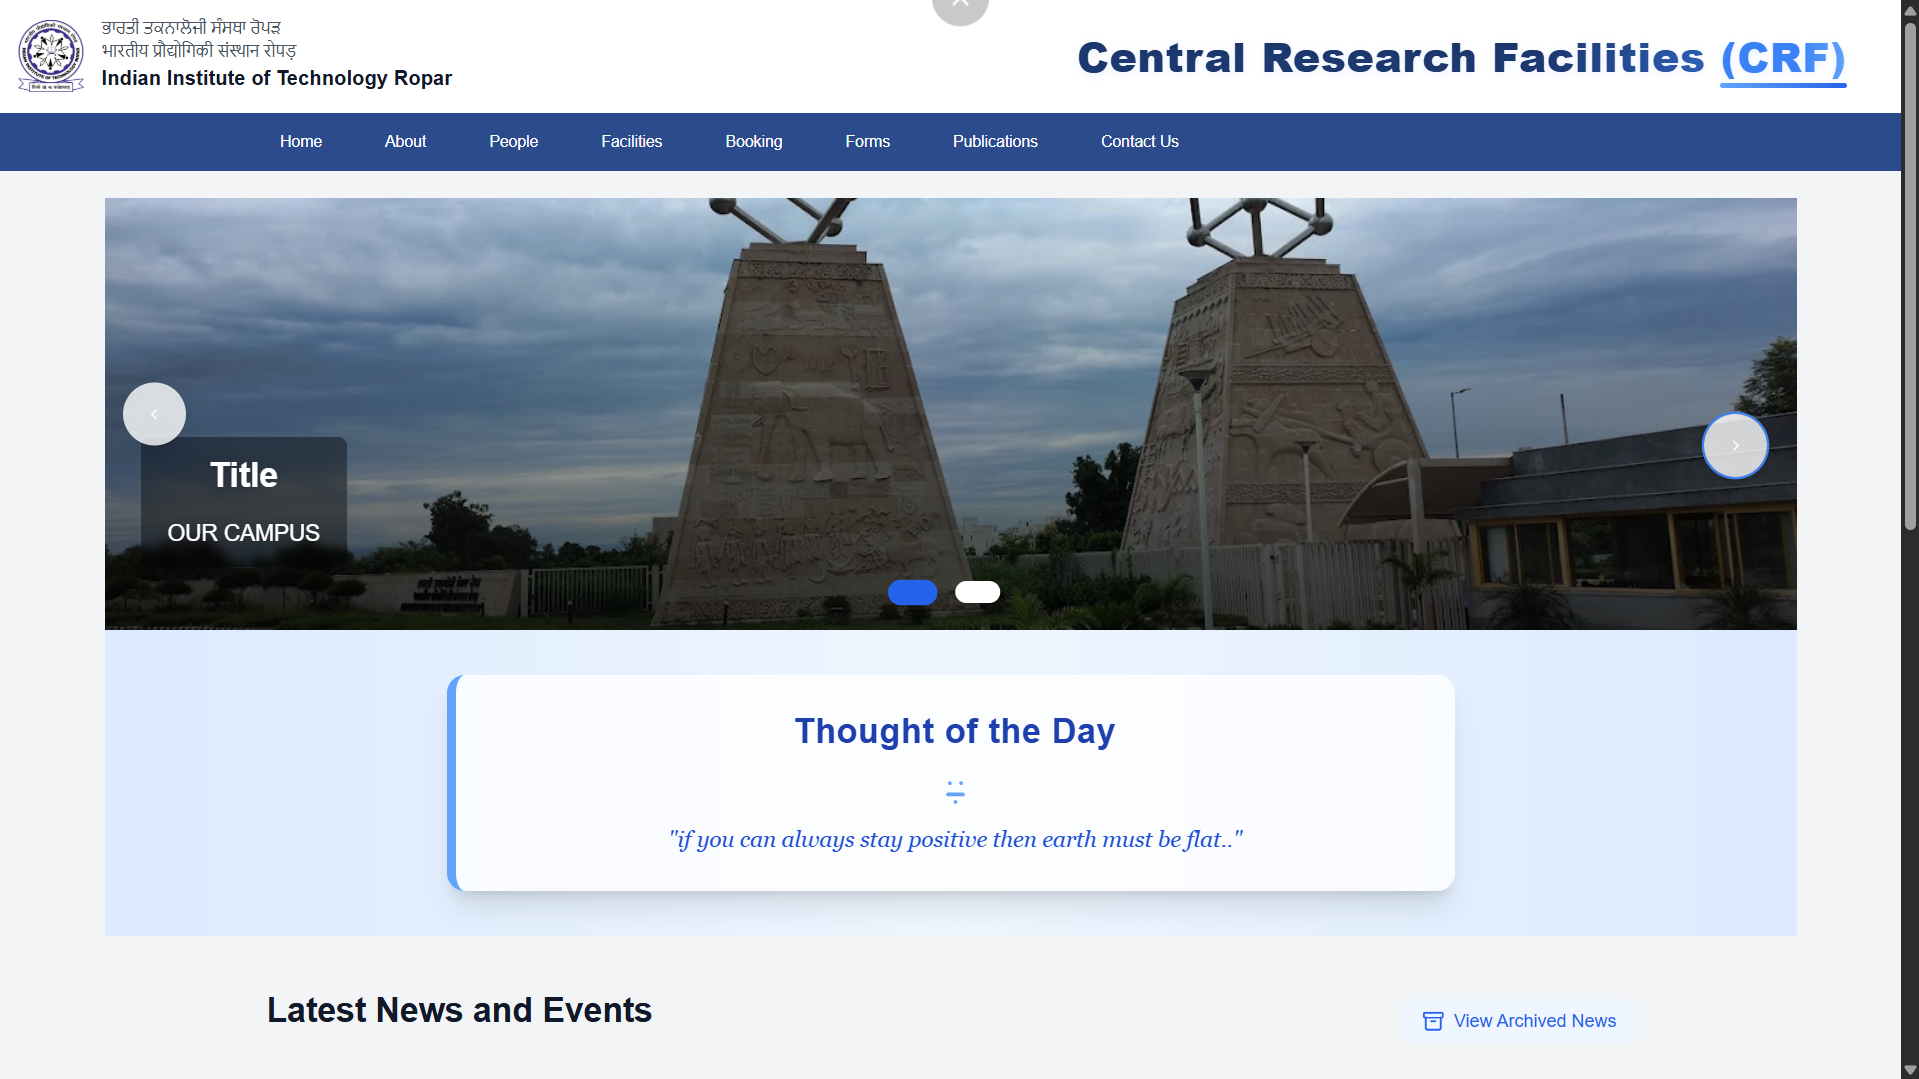 ਭਾਰਤੀ ਤਕਨਾਲੋਜੀ ਸੰਸਥਾ ਰੋਪੜ
भारतीय प्रौद्योगिकी संस्थान रोपड़
Indian Institute of Technology Ropar
Central Research Facilities (CRF)
Home About People Facilities Booking Forms Publications Contact Us
Title
OUR CAMPUS
Thought of the Day
"if you can always stay positive then earth must be flat.."
Latest News and Events
View Archived News